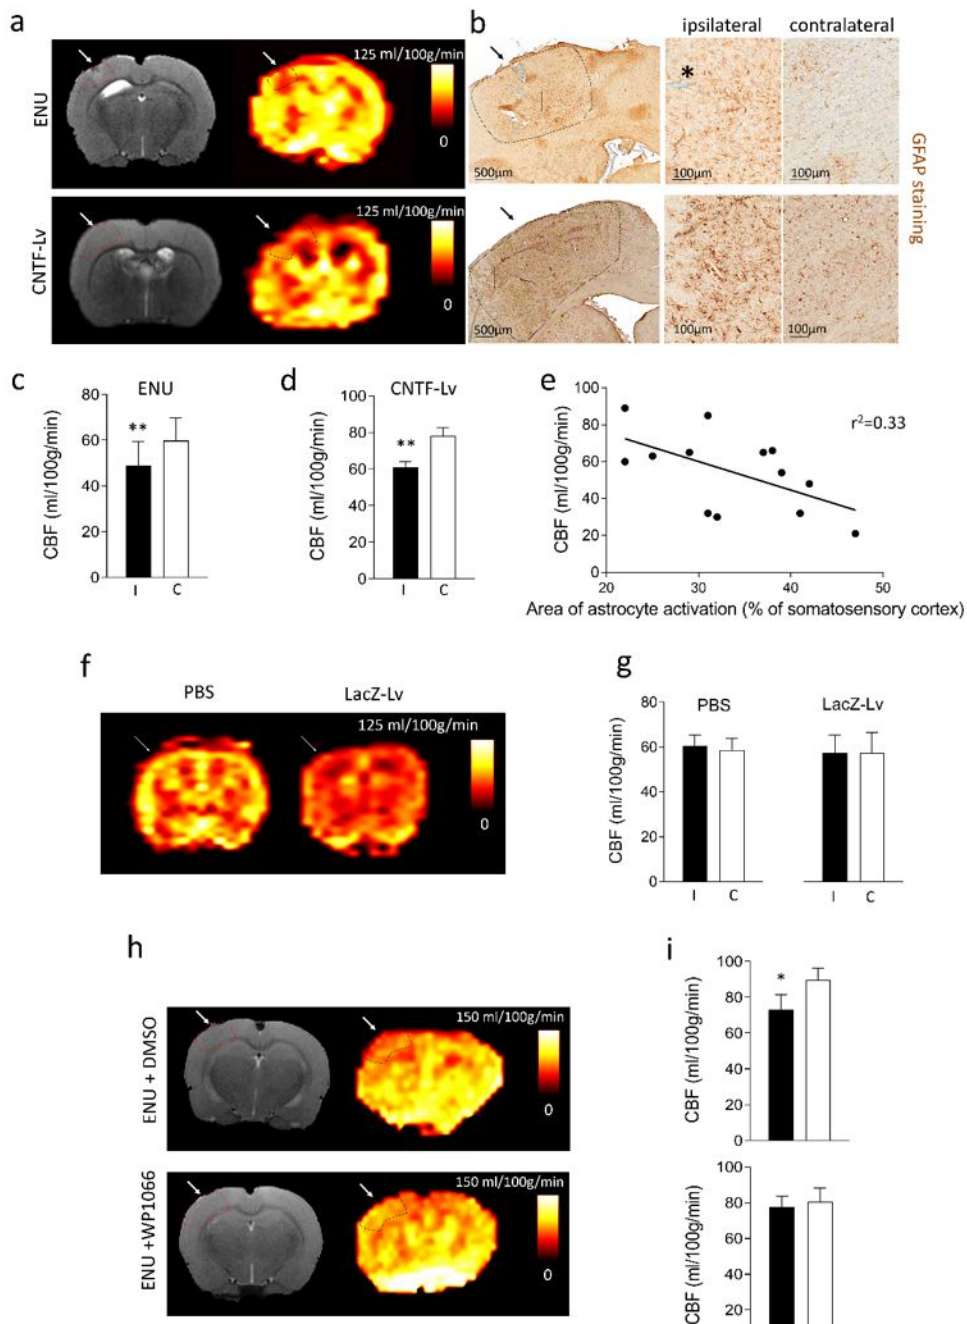 a
b
ipsilateral
contralateral
ENU
125 ml/100g/min
0
*
500μm
100μm
100μm
GFAP staining
CNTF-Lv
125 ml/100g/min
0
500μm
100μm
100μm
c
ENU
CBF (ml/100g/min)
80
60
40
20
0
**
I
C
d
CNTF-Lv
CBF (ml/100g/min)
100
80
60
40
20
0
**
I
C
e
CBF (ml/100g/min)
100
80
60
40
20
0
r²=0.33
20
30
40
50
Area of astrocyte activation (% of somatosensory cortex)
f
PBS
LacZ-Lv
125 ml/100g/min
0
g
PBS
LacZ-Lv
CBF (ml/100g/min)
80
60
40
20
0
I
C
I
C
h
ENU + DMSO
150 ml/100g/min
0
ENU +WP1066
150 ml/100g/min
0
i
CBF (ml/100g/min)
100
80
60
40
20
0
*
CBF (ml/100g/min)
100
80
60
40
20